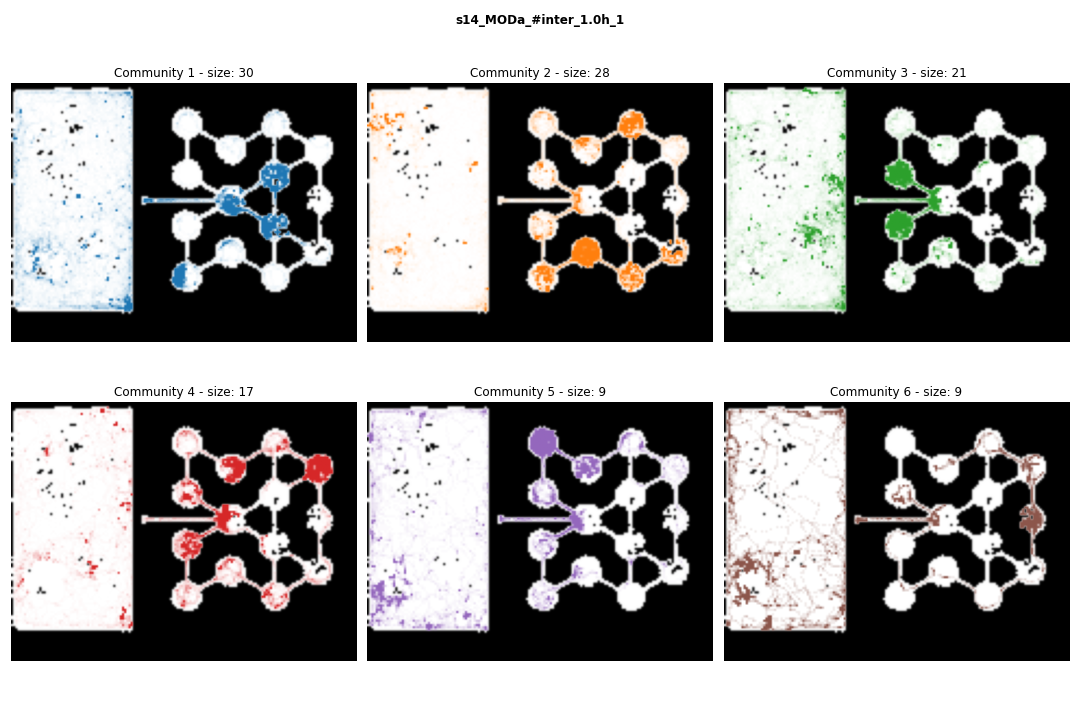 s14_MODa_#inter_1.0h_1
Community 1 - size: 30
Community 2 - size: 28
Community 3 - size: 21
Community 4 - size: 17
Community 5 - size: 9
Community 6 - size: 9